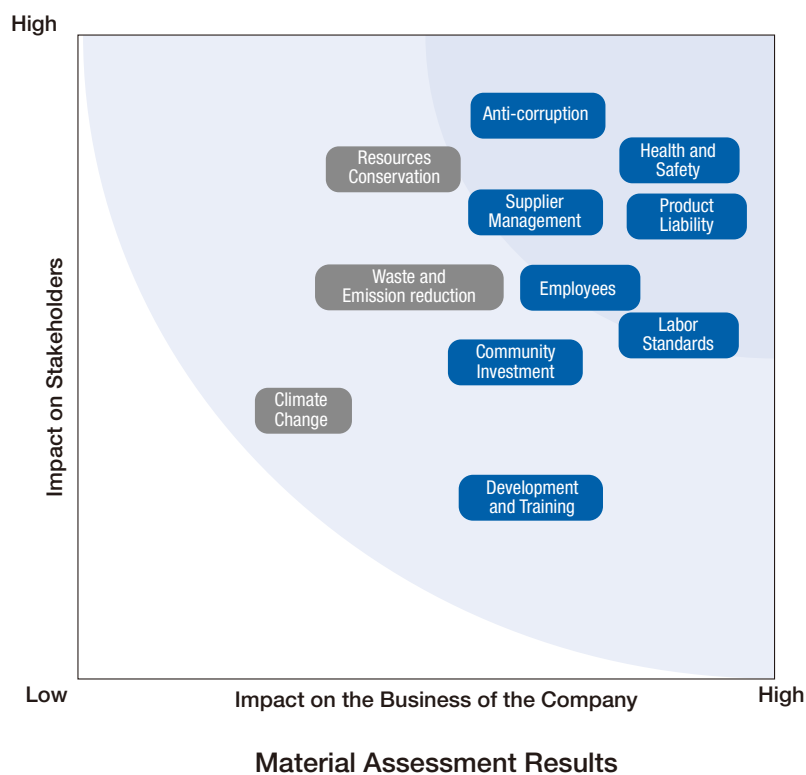 High
Anti-corruption
Health and
Safety
Resources
Conservation
Supplier
Management
Product
Liability
Waste and
Emission reduction
Employees
Labor
Standards
Community
Investment
Climate
Change
Development
and Training
Impact on Stakeholders
Low
Impact on the Business of the Company
High
Material Assessment Results